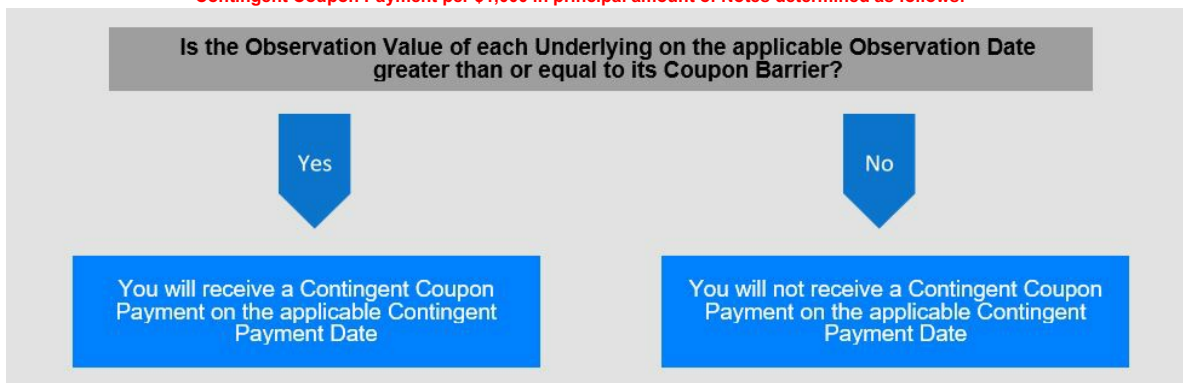 Contingent Coupon Payment per $1,000 in principal amount of Notes determined as follows:
Is the Observation Value of each Underlying on the applicable Observation Date
greater than or equal to its Coupon Barrier?
Yes
No
You will receive a Contingent Coupon
Payment on the applicable Contingent
Payment Date
You will not receive a Contingent Coupon
Payment on the applicable Contingent
Payment Date